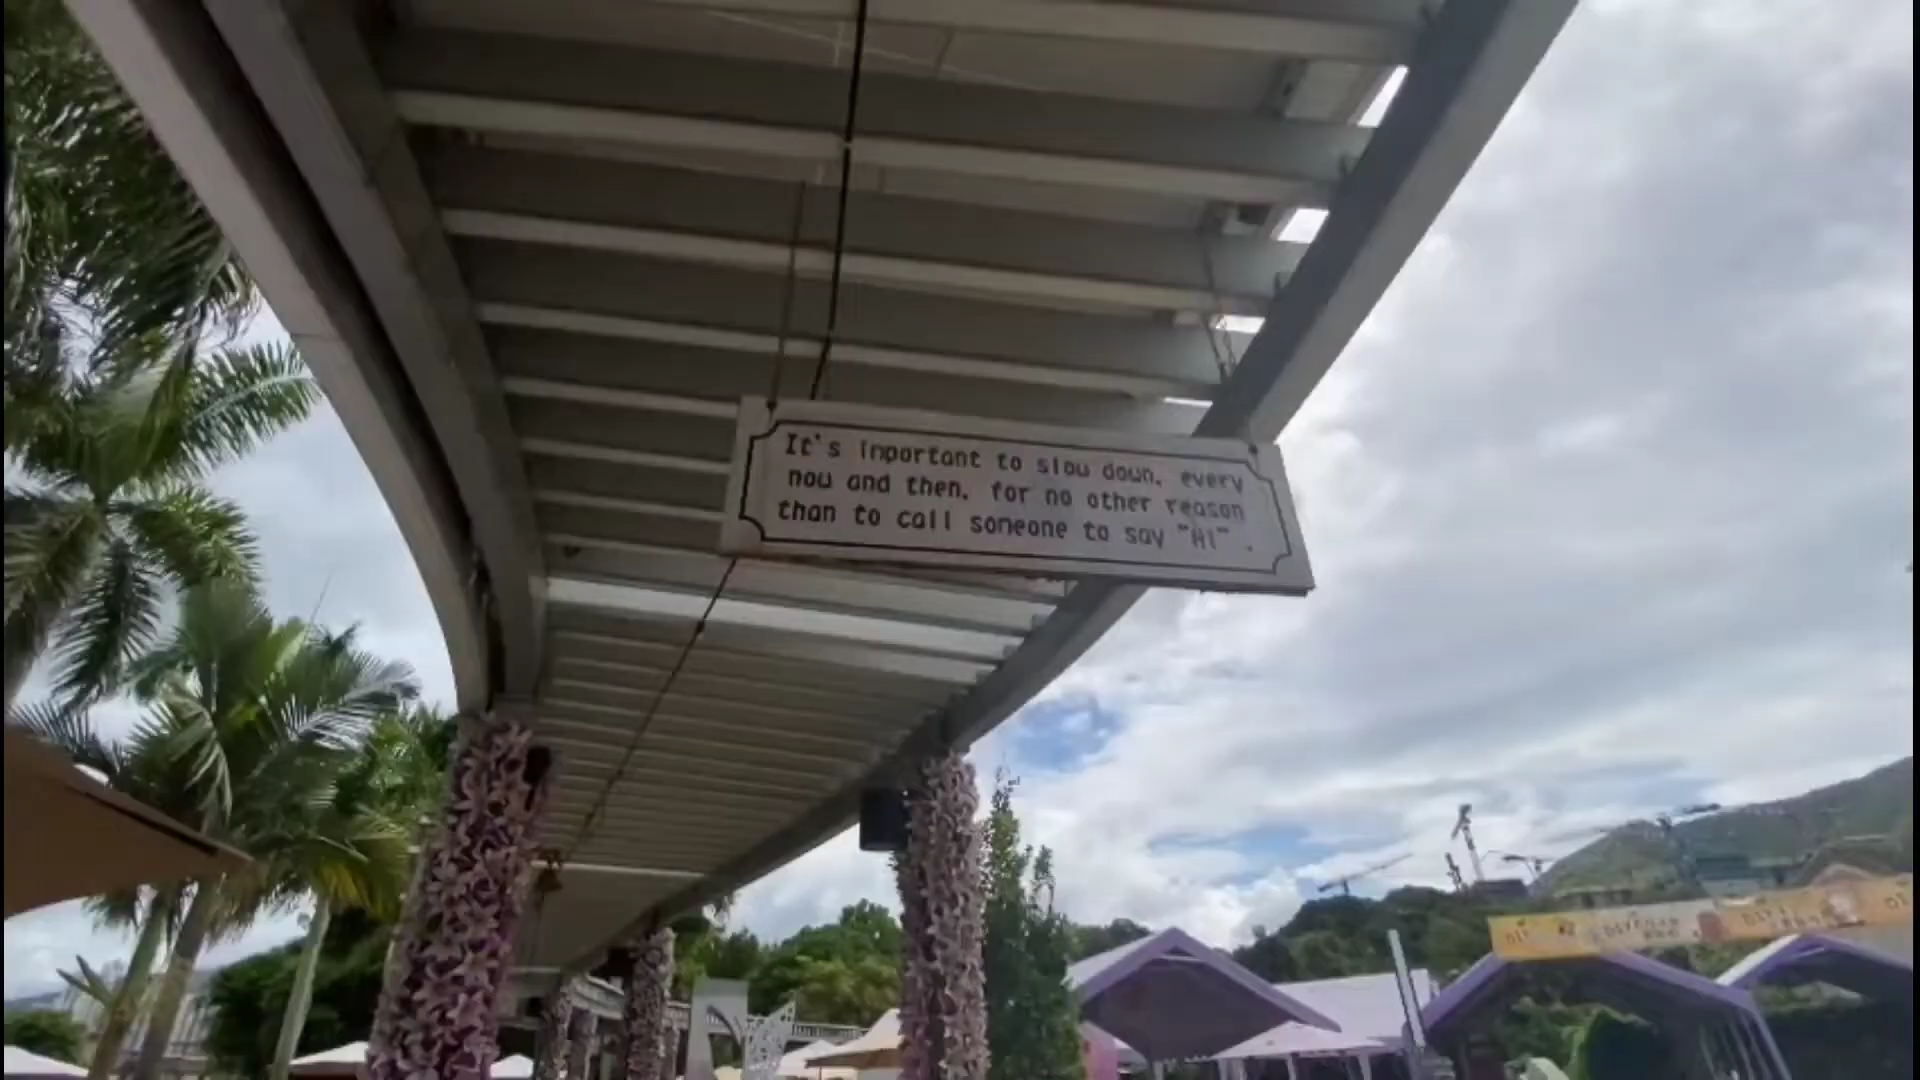 It's important to slow down, every
now and then, for no other reason
than to call someone to say "Hi".